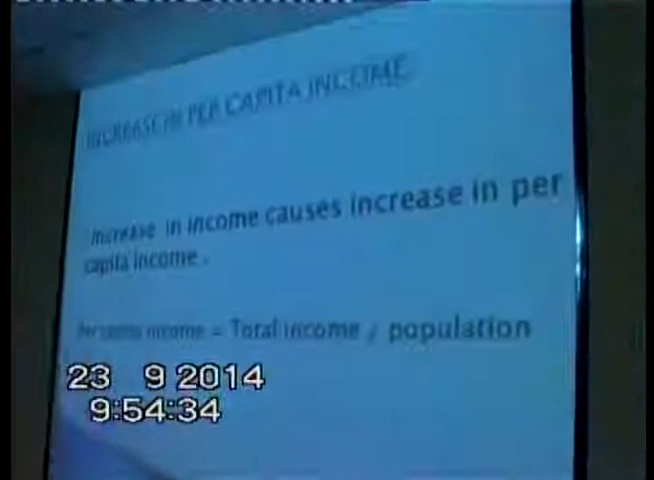 INCREASE IN PER CAPITA INCOME
Increase in income causes increase in per
capita income .
Per capita income = Total income / population
23 9 2014
9:54:34